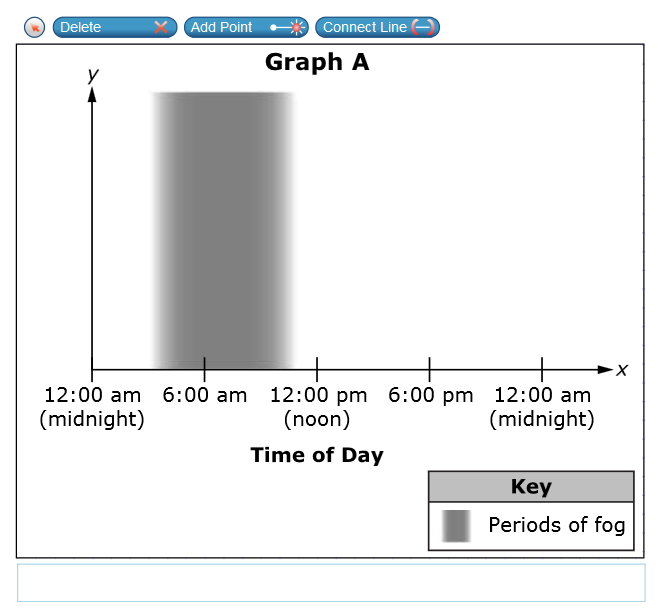 Delete
Add Point
Connect Line
Graph A
y
x
12:00 am 6:00 am 12:00 pm 6:00 pm 12:00 am
(midnight) (noon) (midnight)
Time of Day
Key
Periods of fog